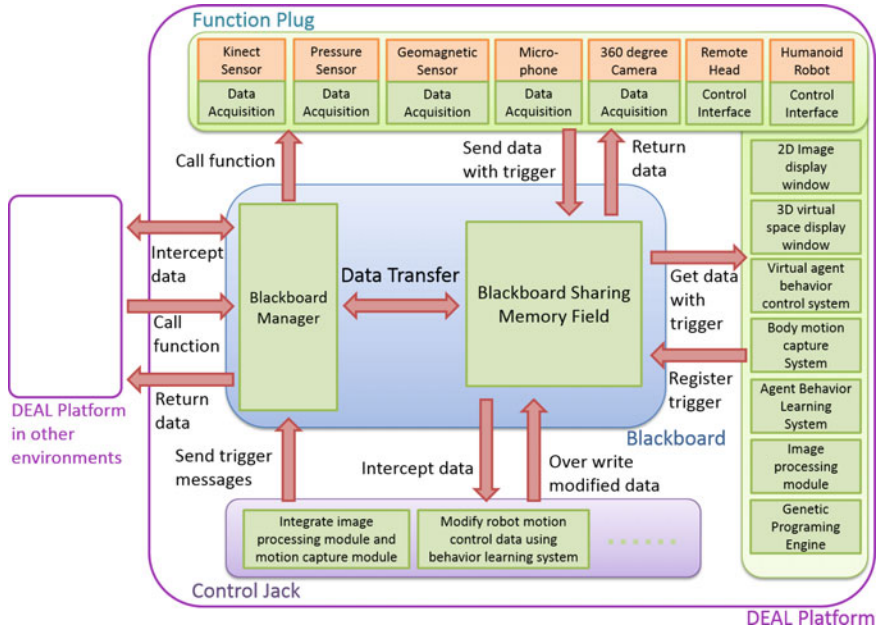 Function Plug
Kinect
Sensor
Data
Acquisition
Pressure
Sensor
Data
Acquisition
Geomagnetic
Sensor
Data
Acquisition
Micro-
phone
Data
Acquisition
360 degree
Camera
Data
Acquisition
Remote
Head
Control
Interface
Humanoid
Robot
Control
Interface
Call function
Send data
with trigger
Return
data
2D Image
display
window
3D virtual
space display
window
Virtual agent
behavior
control system
Body motion
capture
System
Agent Behavior
Learning
System
Image
processing
module
Genetic
Programing
Engine
Intercept
data
Call
function
Return
data
Blackboard
Manager
Data Transfer
Blackboard Sharing
Memory Field
Get data
with
trigger
Register
trigger
DEAL Platform
in other
environments
Blackboard
Send trigger
messages
Intercept data
Over write
modified data
Integrate image
processing module and
motion capture module
Modify robot motion
control data using
behavior learning system
......
Control Jack
DEAL Platform